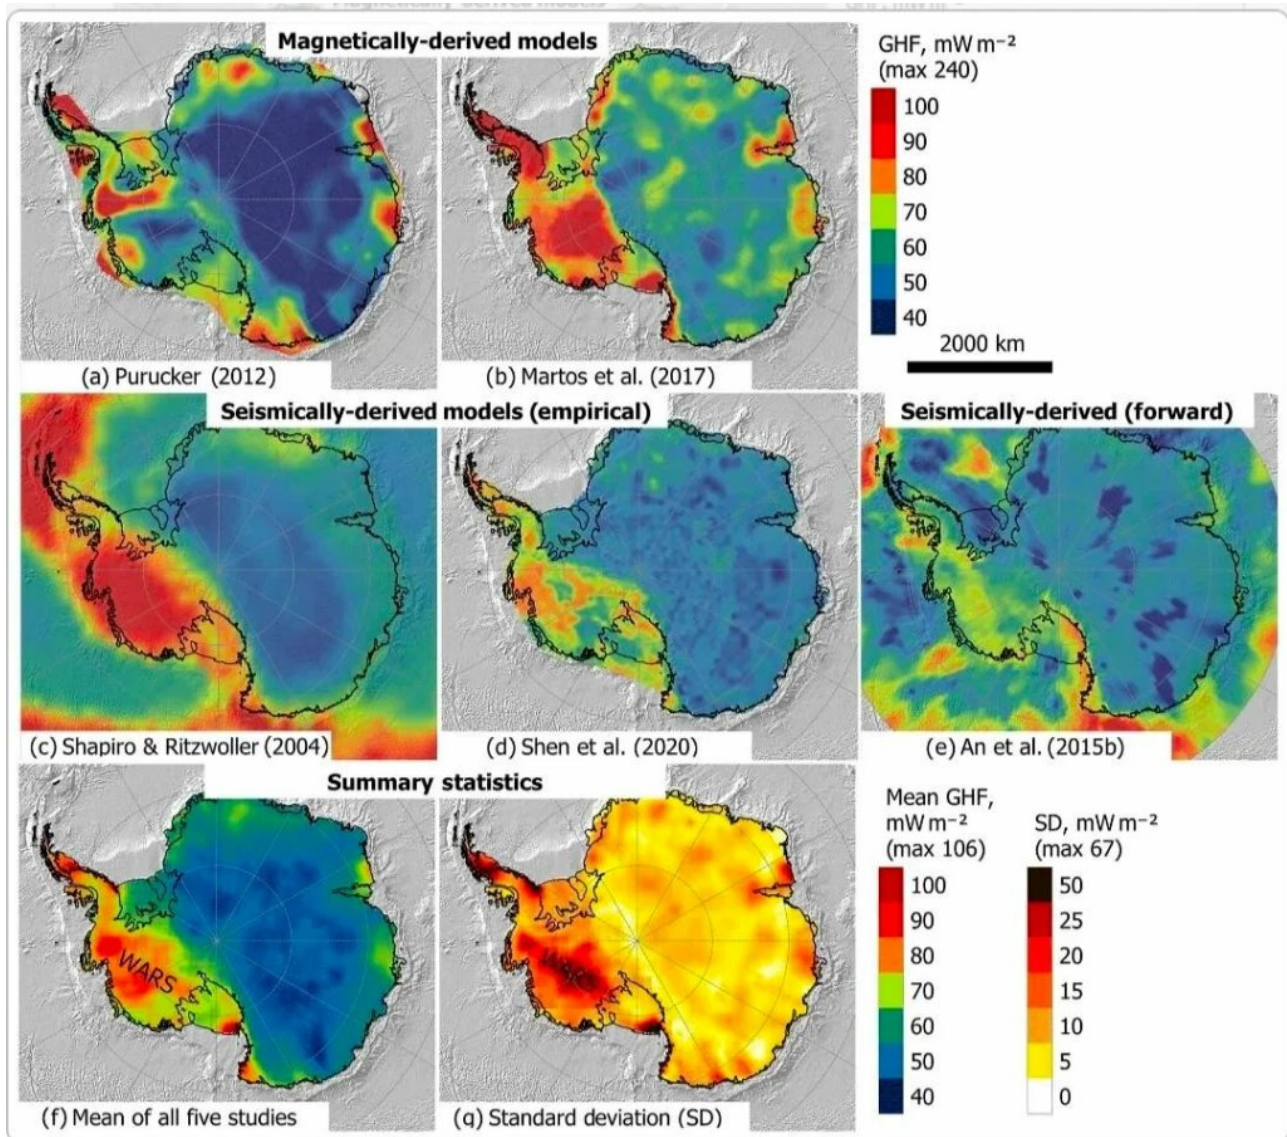 Magnetically-derived models
GHF, mW m⁻²
(max 240)
100
90
80
70
60
50
40
2000 km
(a) Purucker (2012)
(b) Martos et al. (2017)
Seismically-derived models (empirical)
Seismically-derived (forward)
(c) Shapiro & Ritzwoller (2004)
(d) Shen et al. (2020)
(e) An et al. (2015b)
Summary statistics
Mean GHF,
mW m⁻²
(max 106)
100
90
80
70
60
50
40
SD, mW m⁻²
(max 67)
50
25
20
15
10
5
0
WARS
WARS
(f) Mean of all five studies
(g) Standard deviation (SD)